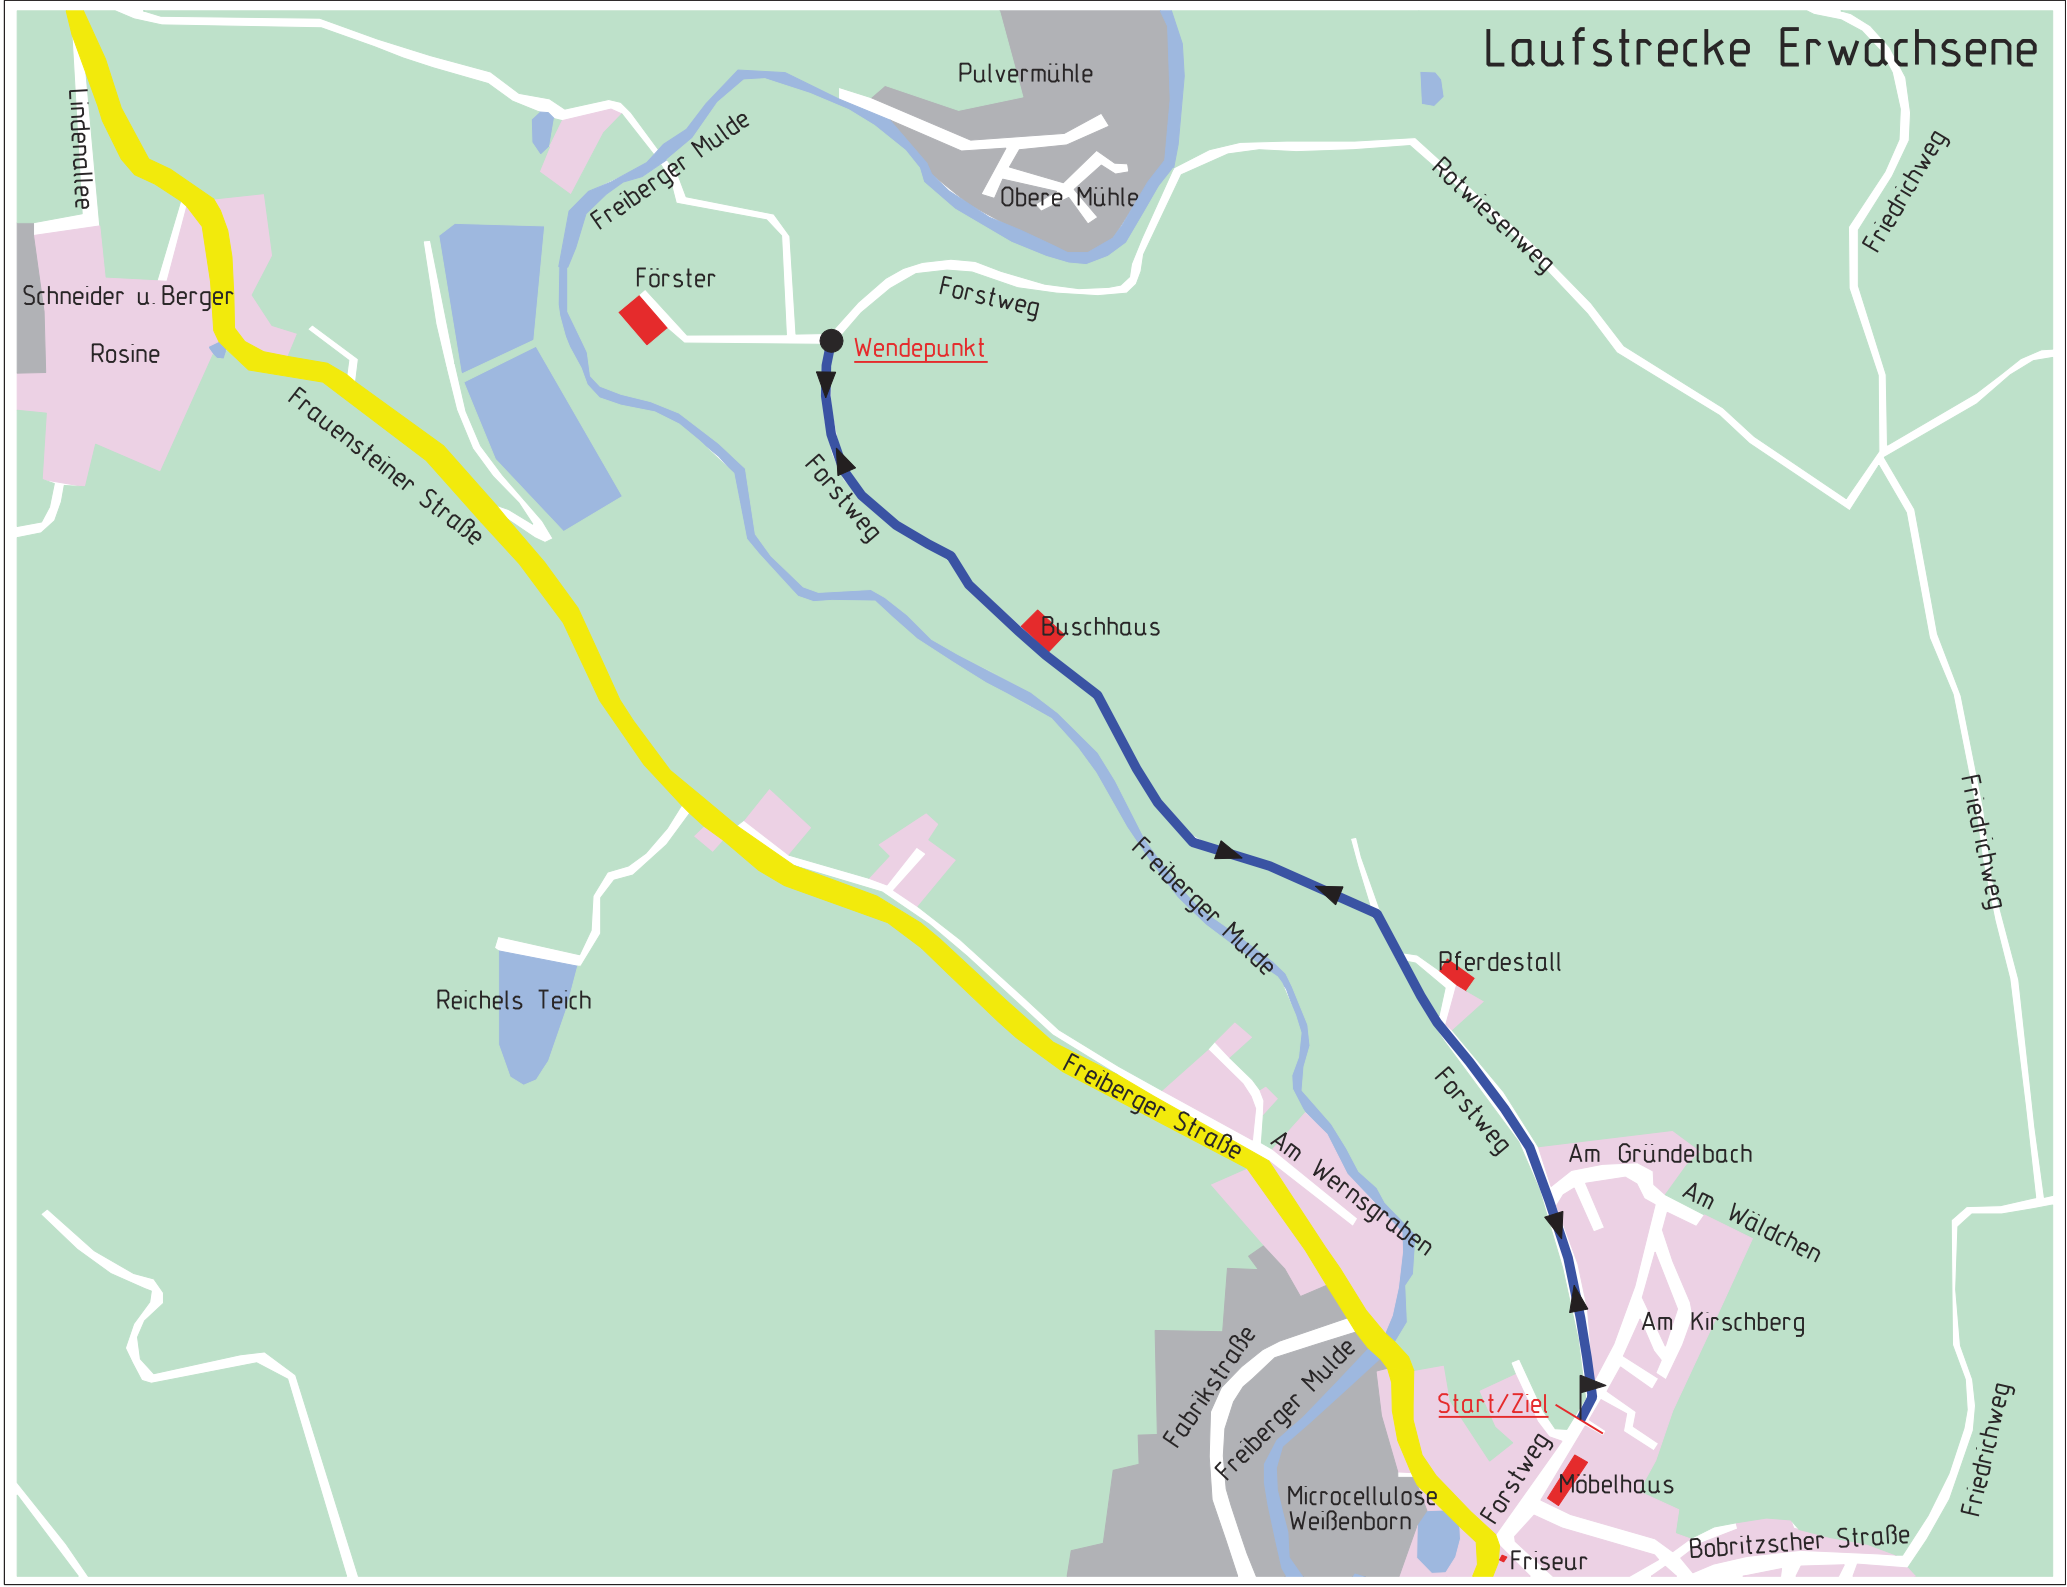 Laufstrecke Erwachsene
Pulvermühle
Lindenallee
Freiberger Mulde
Obere Mühle
Rotwiesenweg
Friedrichweg
Förster
Forstweg
Schneider u. Berger
Rosine
Wendepunkt
Frauensteiner Straße
Forstweg
Buschhaus
Freiberger Mulde
Friedrichweg
Pferdestall
Reichels Teich
Freiberger Straße
Forstweg
Am Wernsgraben
Am Gründelbach
Am Wäldchen
Am Kirschberg
Fabrikstraße
Freiberger Mulde
Start/Ziel
Forstweg
Friedrichweg
Möbelhaus
Microcellulose
Weißenborn
Bobritzscher Straße
Friseur